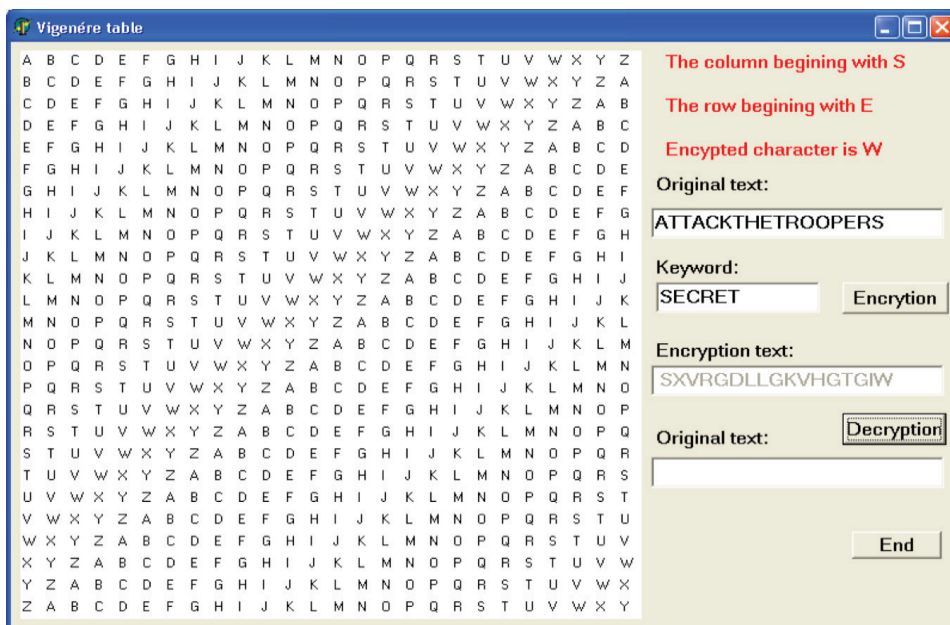 Vigenére table
A B C D E F G H I J K L M N O P Q R S T U V W X Y Z
B C D E F G H I J K L M N O P Q R S T U V W X Y Z A
C D E F G H I J K L M N O P Q R S T U V W X Y Z A B
D E F G H I J K L M N O P Q R S T U V W X Y Z A B C
E F G H I J K L M N O P Q R S T U V W X Y Z A B C D
F G H I J K L M N O P Q R S T U V W X Y Z A B C D E
G H I J K L M N O P Q R S T U V W X Y Z A B C D E F
H I J K L M N O P Q R S T U V W X Y Z A B C D E F G
I J K L M N O P Q R S T U V W X Y Z A B C D E F G H
J K L M N O P Q R S T U V W X Y Z A B C D E F G H I
K L M N O P Q R S T U V W X Y Z A B C D E F G H I J
L M N O P Q R S T U V W X Y Z A B C D E F G H I J K
M N O P Q R S T U V W X Y Z A B C D E F G H I J K L
N O P Q R S T U V W X Y Z A B C D E F G H I J K L M
O P Q R S T U V W X Y Z A B C D E F G H I J K L M N
P Q R S T U V W X Y Z A B C D E F G H I J K L M N O
Q R S T U V W X Y Z A B C D E F G H I J K L M N O P
R S T U V W X Y Z A B C D E F G H I J K L M N O P Q
S T U V W X Y Z A B C D E F G H I J K L M N O P Q R
T U V W X Y Z A B C D E F G H I J K L M N O P Q R S
U V W X Y Z A B C D E F G H I J K L M N O P Q R S T
V W X Y Z A B C D E F G H I J K L M N O P Q R S T U
W X Y Z A B C D E F G H I J K L M N O P Q R S T U V
X Y Z A B C D E F G H I J K L M N O P Q R S T U V W
Y Z A B C D E F G H I J K L M N O P Q R S T U V W X
Z A B C D E F G H I J K L M N O P Q R S T U V W X Y
The column begining with S
The row begining with E
Encypted character is W
Original text:
ATTACKTHETROOPERS
Keyword:
SECRET
Encrytion
Encryption text:
SXVRGDLLGKVHGTGIW
Decryption
Original text:
End